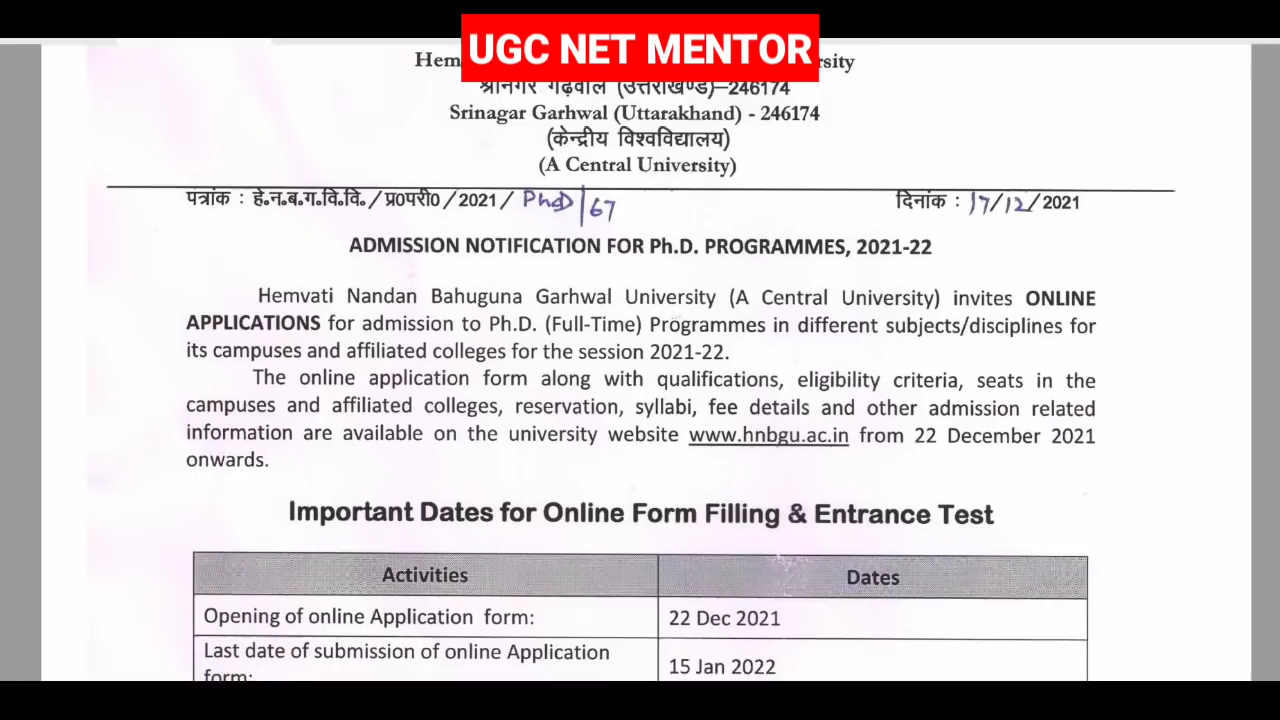 UGC NET MENTOR
Hem rsity
श्रीनगर गढ़वाल (उत्तराखण्ड)–246174
Srinagar Garhwal (Uttarakhand) - 246174
(केन्द्रीय विश्वविद्यालय)
(A Central University)
पत्रांक : हे.न.ब.ग.वि.वि./प्र0परी0/2021/ PhD/67 दिनांक : 17/12/2021
ADMISSION NOTIFICATION FOR Ph.D. PROGRAMMES, 2021-22
Hemvati Nandan Bahuguna Garhwal University (A Central University) invites ONLINE
APPLICATIONS for admission to Ph.D. (Full-Time) Programmes in different subjects/disciplines for
its campuses and affiliated colleges for the session 2021-22.
The online application form along with qualifications, eligibility criteria, seats in the
campuses and affiliated colleges, reservation, syllabi, fee details and other admission related
information are available on the university website www.hnbgu.ac.in from 22 December 2021
onwards.
Important Dates for Online Form Filling & Entrance Test
Activities Dates
Opening of online Application form: 22 Dec 2021
Last date of submission of online Application
form: 15 Jan 2022